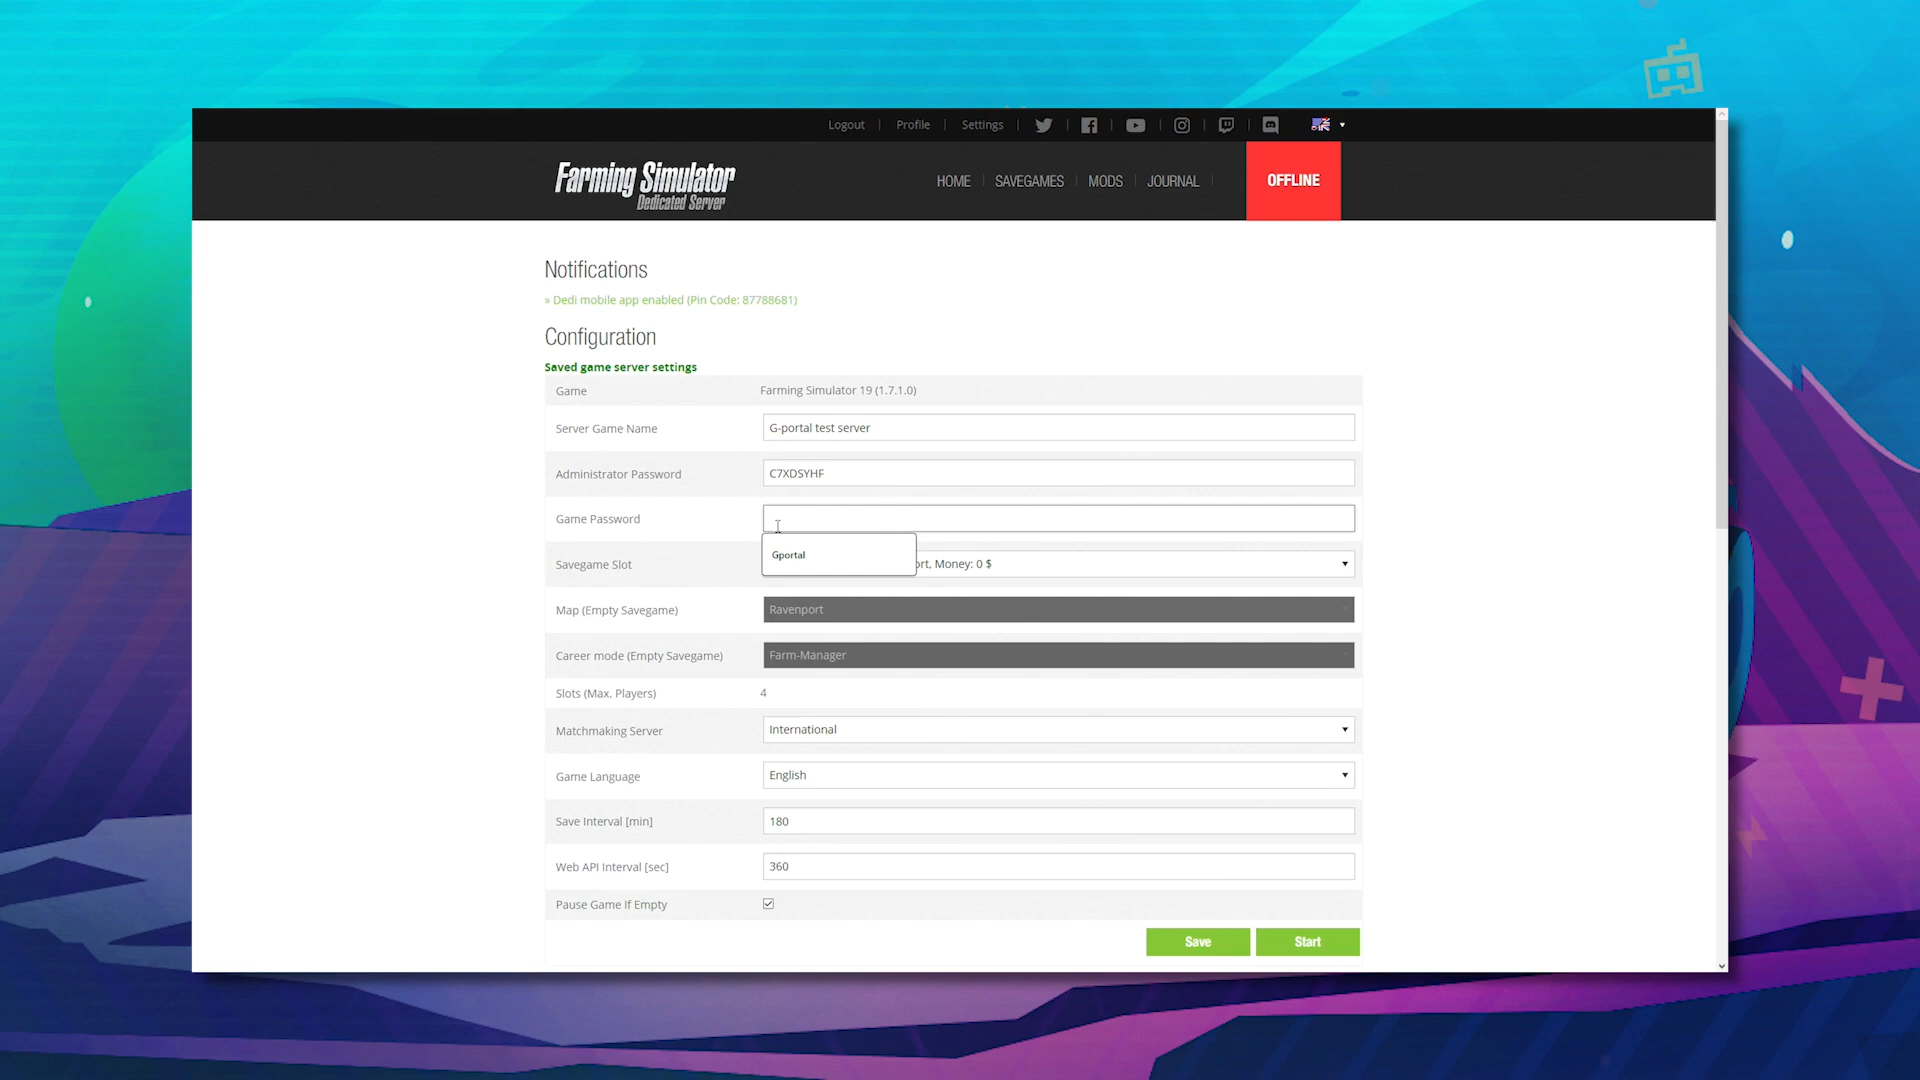 Logout | Profile | Settings
Farming Simulator
Dedicated Server
HOME SAVEGAMES MODS JOURNAL OFFLINE
Notifications
» Dedi mobile app enabled (Pin Code: 87788681)
Configuration
Saved game server settings
Game Farming Simulator 19 (1.7.1.0)
Server Game Name G-portal test server
Administrator Password C7XDSYHF
Game Password
Gportal
Savegame Slot ort, Money: 0 $
Map (Empty Savegame) Ravenport
Career mode (Empty Savegame) Farm-Manager
Slots (Max. Players) 4
Matchmaking Server International
Game Language English
Save Interval [min] 180
Web API Interval [sec] 360
Pause Game If Empty
Save Start